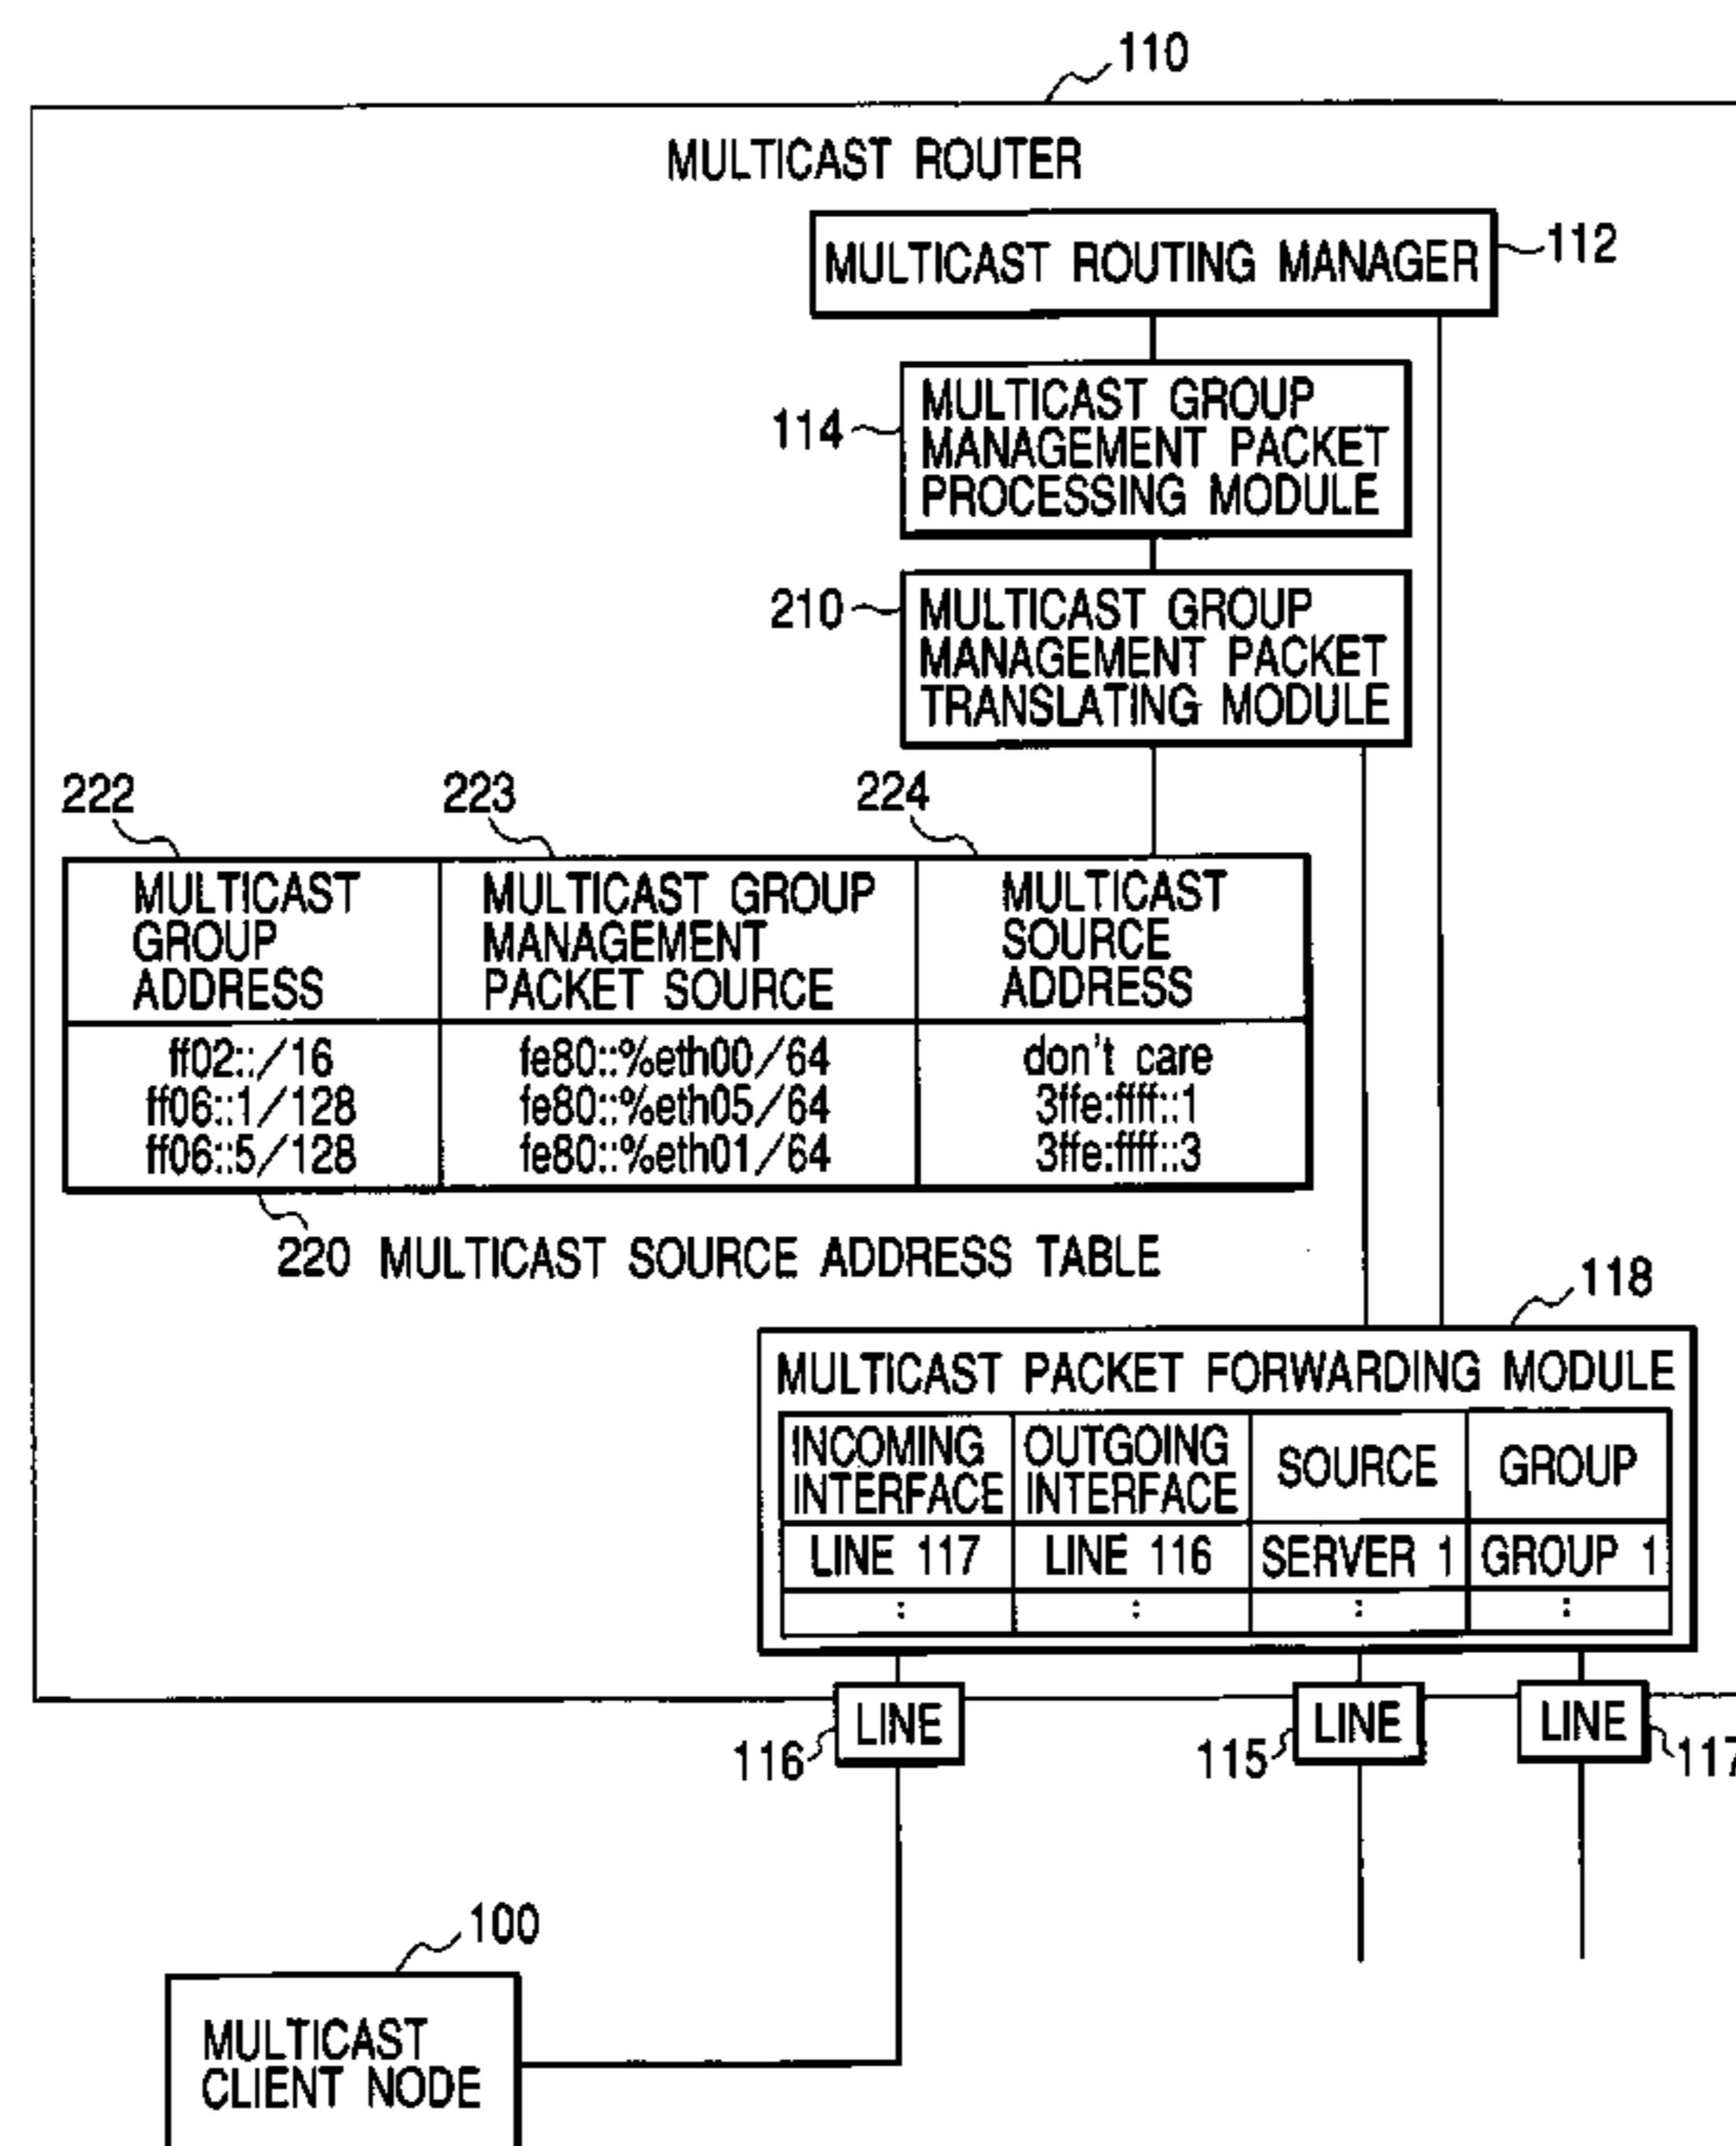 110
MULTICAST ROUTER
MULTICAST ROUTING MANAGER
112
114
MULTICAST GROUP
MANAGEMENT PACKET
PROCESSING MODULE
210
MULTICAST GROUP
MANAGEMENT PACKET
TRANSLATING MODULE
222
223
224
MULTICAST
GROUP
ADDRESS
MULTICAST GROUP
MANAGEMENT
PACKET SOURCE
MULTICAST
SOURCE
ADDRESS
ff02::/16
fe80::%eth00/64
don't care
ff06::1/128
fe80::%eth05/64
3ffe:ffff::1
ff06::5/128
fe80::%eth01/64
3ffe:ffff::3
220 MULTICAST SOURCE ADDRESS TABLE
118
MULTICAST PACKET FORWARDING MODULE
INCOMING
INTERFACE
OUTGOING
INTERFACE
SOURCE
GROUP
LINE 117
LINE 116
SERVER 1
GROUP 1
:
:
:
:
LINE
116
LINE
115
LINE
117
100
MULTICAST
CLIENT NODE